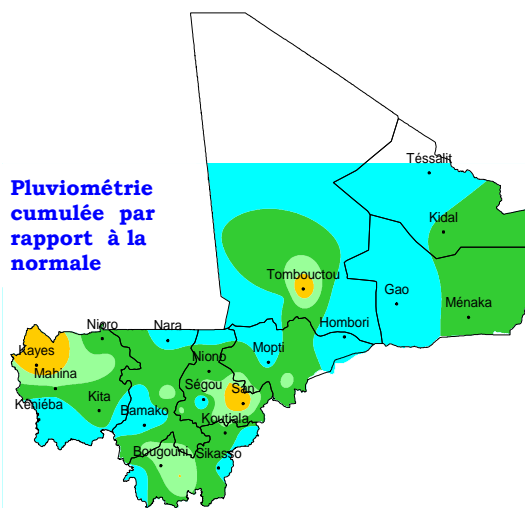 Pluviométrie
cumulée par
rapport à la
normale
Téssalit
Kidal
Tombouctou
Gao
Ménaka
Hombori
Nioro
Nara
Mopti
Kayes
Niono
Mahina
Ségou
San
Kéniéba
Kita
Bamako
Koutiala
Bougouni
Sikasso